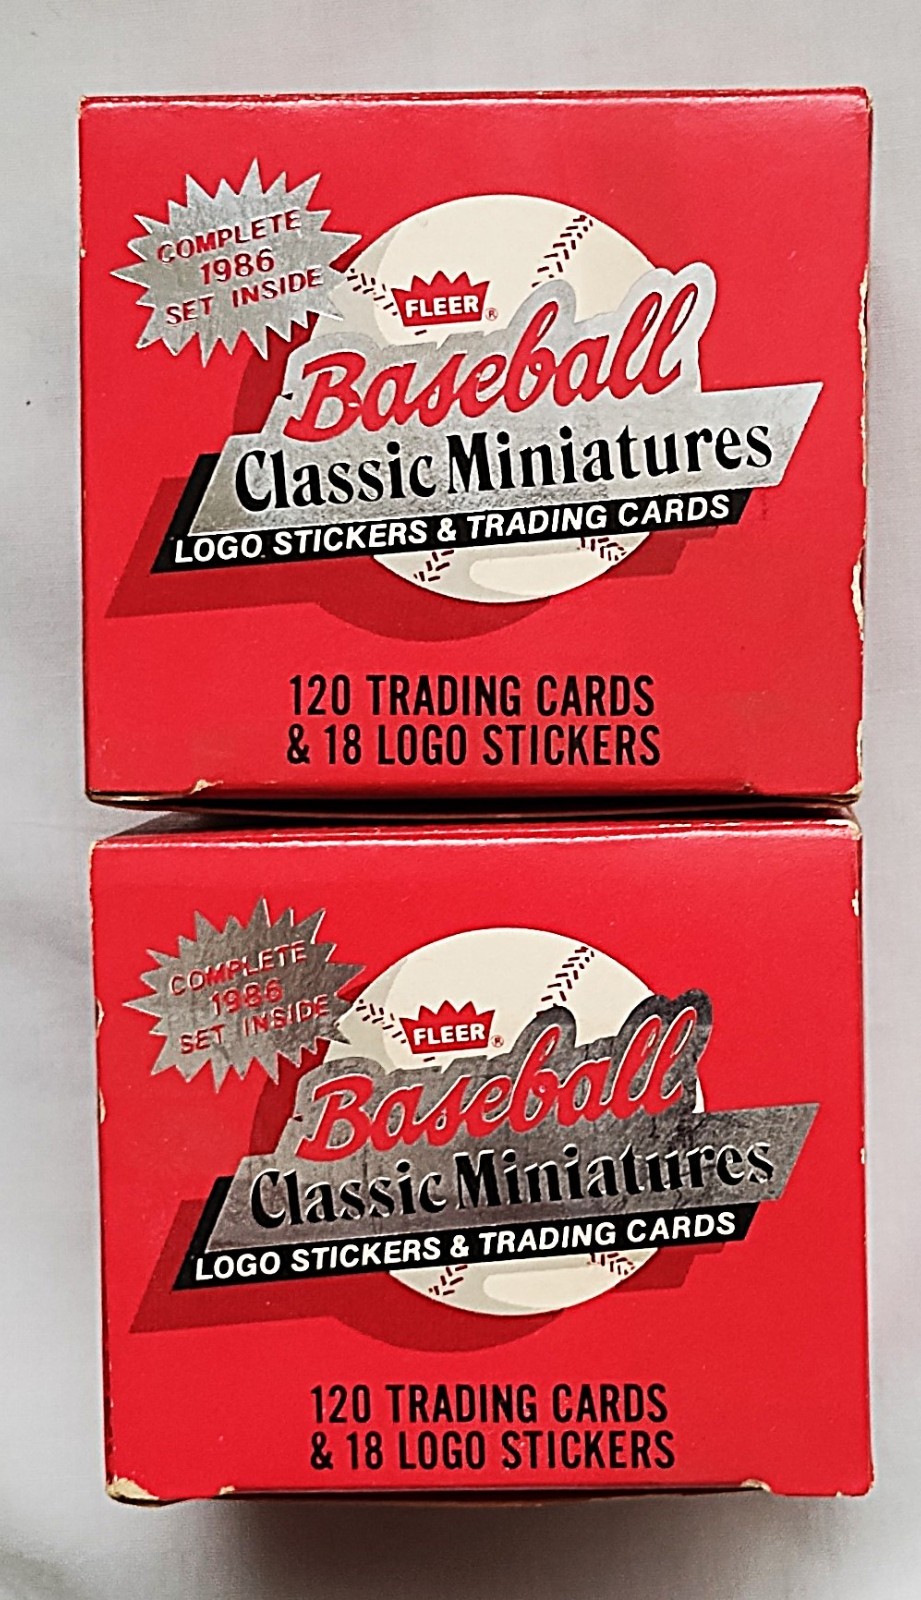 COMPLETE
1986
SET INSIDE
FLEER®
Baseball
Classic Miniatures
LOGO STICKERS & TRADING CARDS
120 TRADING CARDS
& 18 LOGO STICKERS
COMPLETE
1986
SET INSIDE
FLEER®
Baseball
Classic Miniatures
LOGO STICKERS & TRADING CARDS
120 TRADING CARDS
& 18 LOGO STICKERS